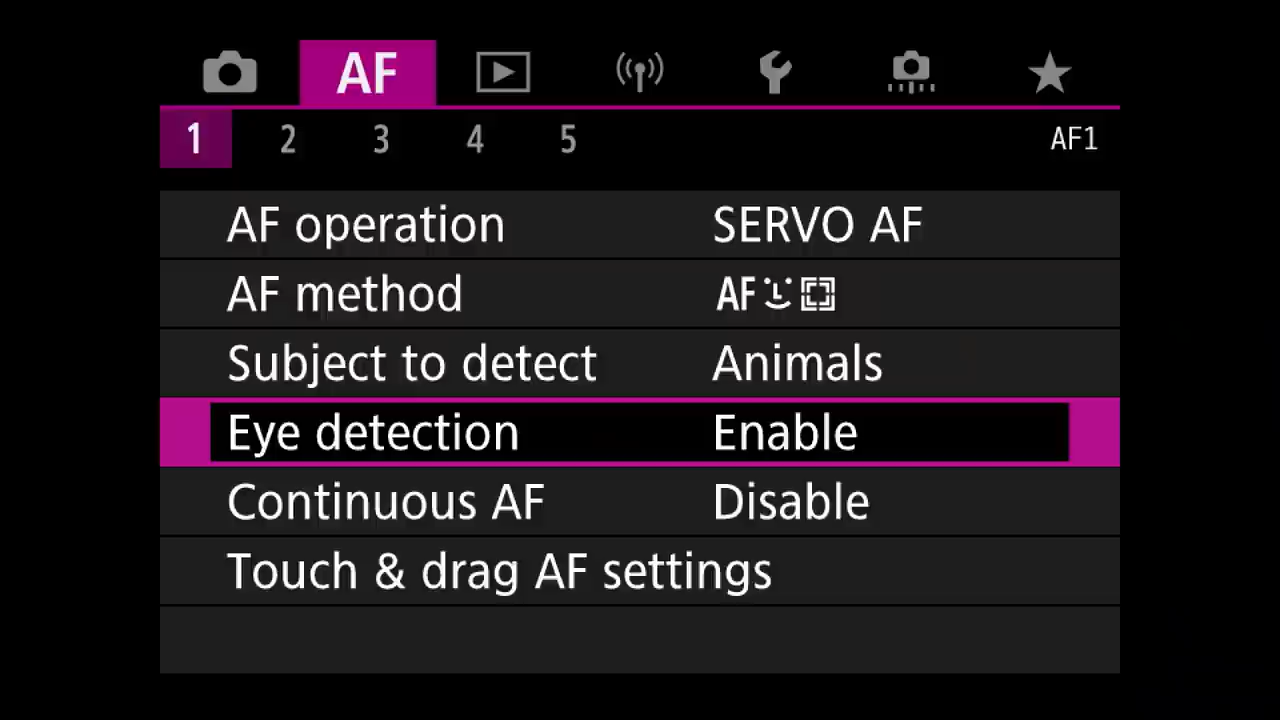 AF
1 2 3 4 5 AF1
AF operation SERVO AF
AF method AF
Subject to detect Animals
Eye detection Enable
Continuous AF Disable
Touch & drag AF settings